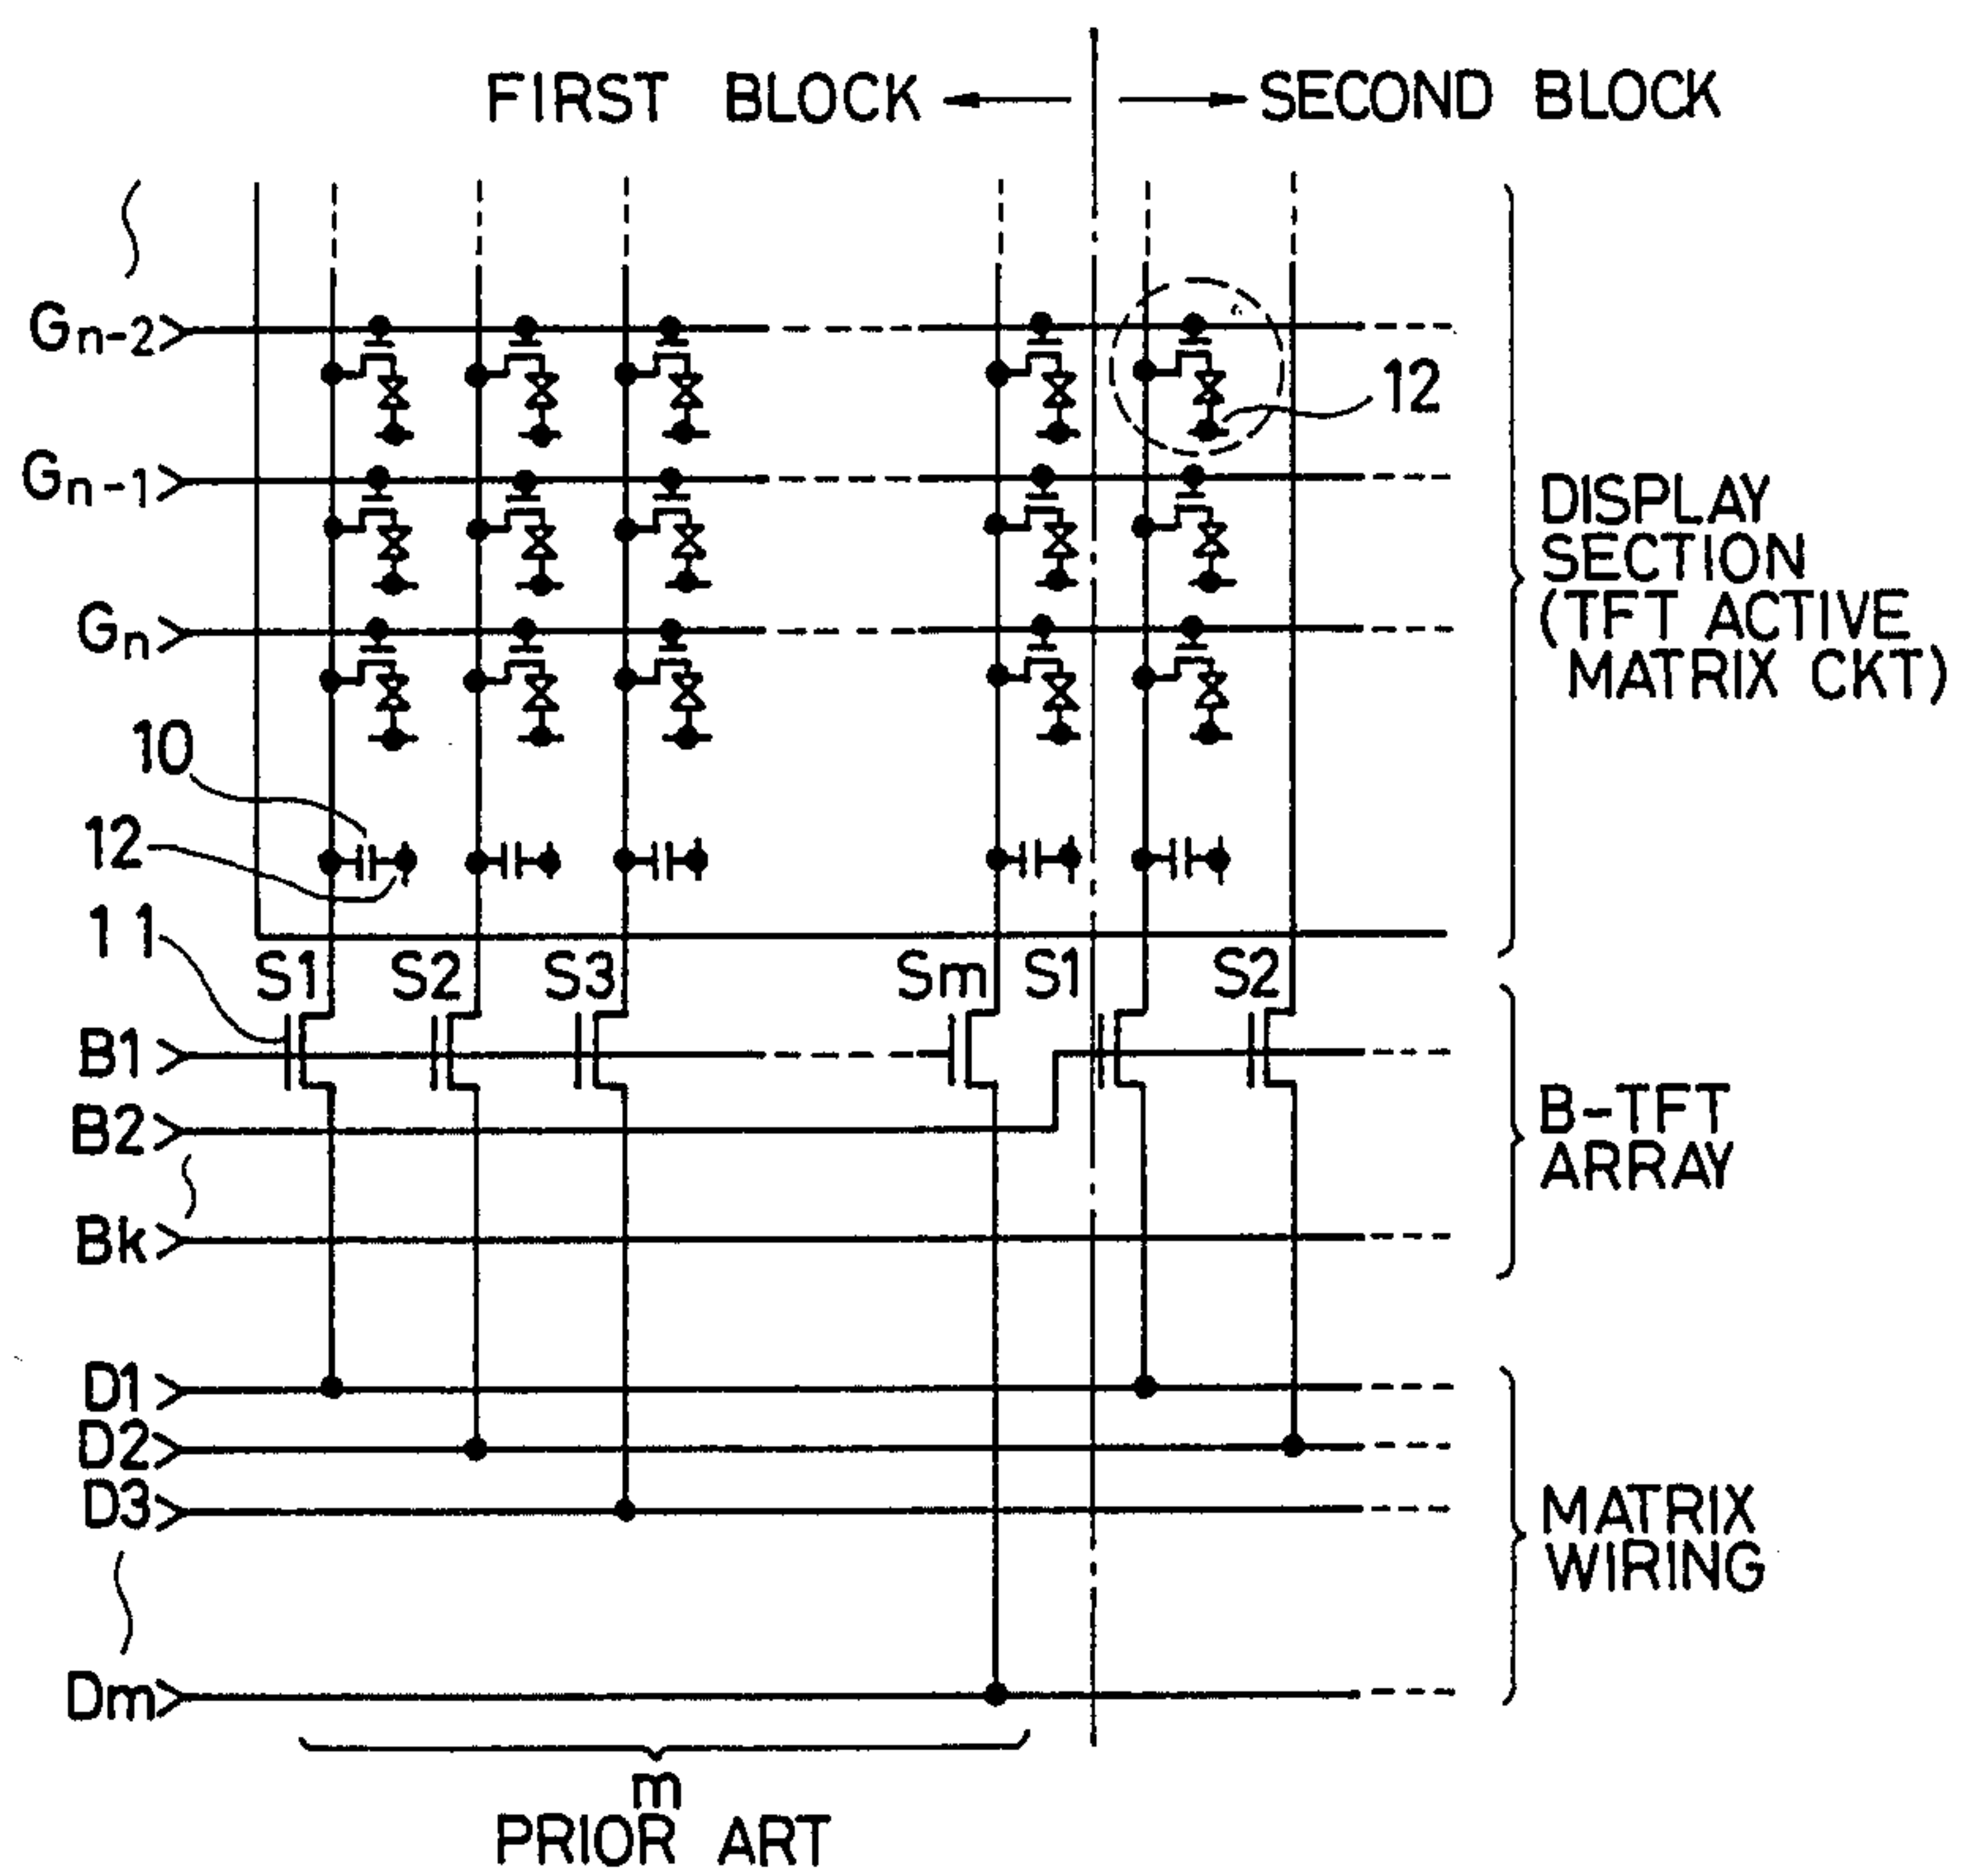 FIRST BLOCK
SECOND BLOCK
Gn-2
12
Gn-1
DISPLAY
SECTION
(TFT ACTIVE
MATRIX CKT)
Gn
10
12
11
S1 S2 S3 Sm S1 S2
B1
B2
B-TFT
ARRAY
Bk
D1
D2
D3
MATRIX
WIRING
Dm
m
PRIOR ART